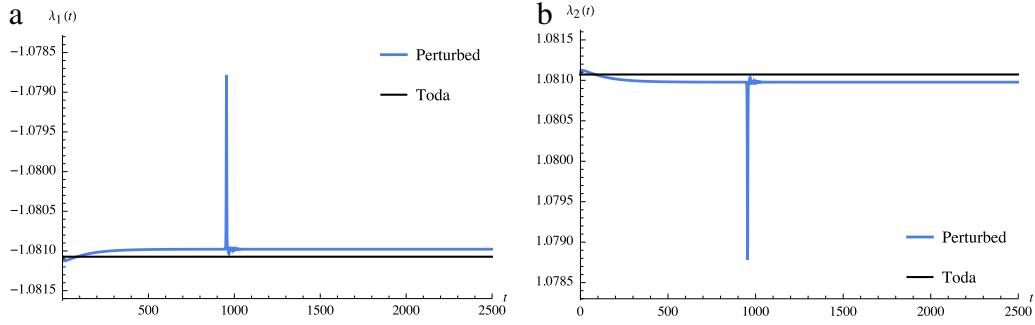 a
λ₁(t)
−1.0785
−1.0790
−1.0795
−1.0800
−1.0805
−1.0810
−1.0815
500 1000 1500 2000 2500 t
Perturbed
Toda
b
λ₂(t)
1.0815
1.0810
1.0805
1.0800
1.0795
1.0790
1.0785
0 500 1000 1500 2000 2500 t
Perturbed
Toda